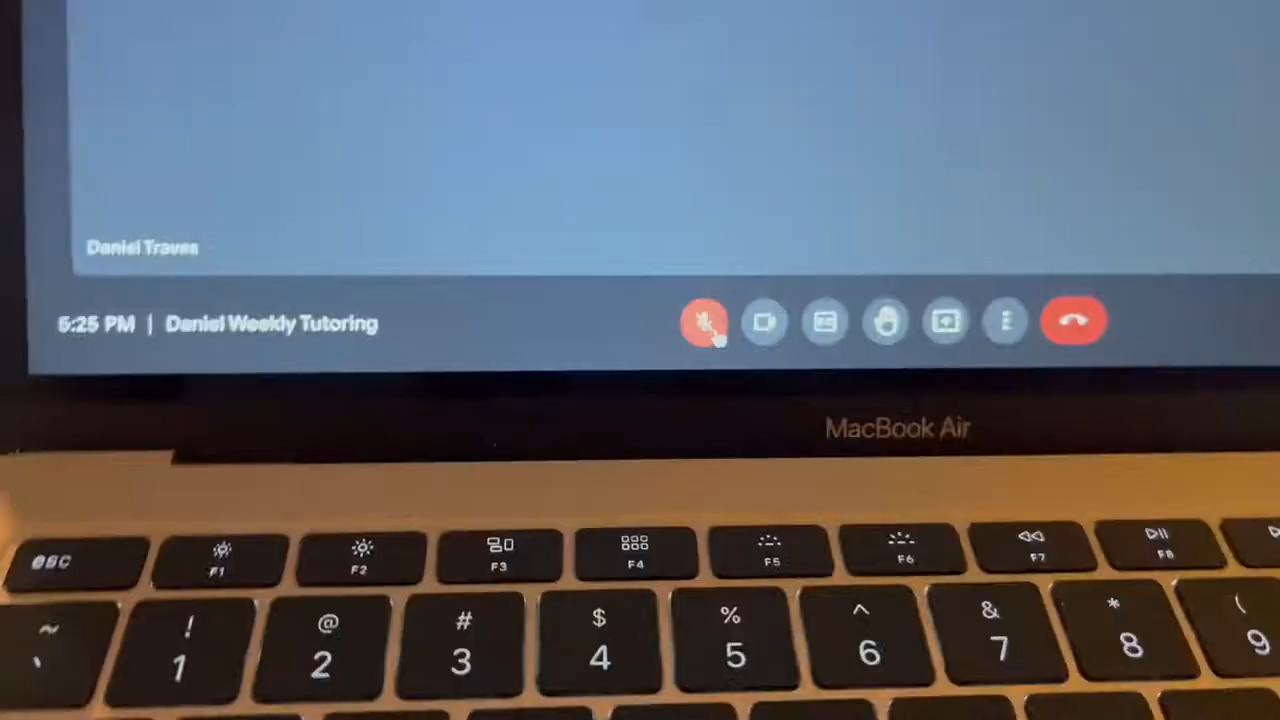 Daniel Traves
5:25 PM | Daniel Weekly Tutoring
MacBook Air
esc F1 F2 F3 F4 F5 F6 F7 F8
~ ! @ # $ % ^ & * (
` 1 2 3 4 5 6 7 8 9